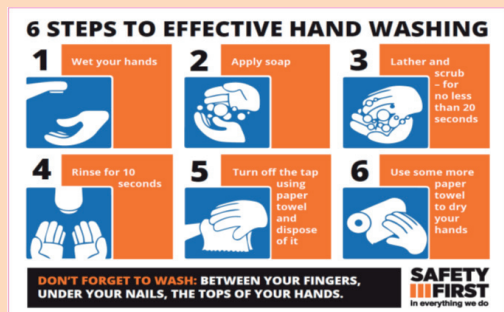 6 STEPS TO EFFECTIVE HAND WASHING
1
Wet your hands
2
Apply soap
3
Lather and
scrub
– for
no less
than 20
seconds
4
Rinse for 10
seconds
5
Turn off the tap
using
paper
towel
and
dispose
of it
6
Use some more
paper
towel
to dry
your
hands
DON'T FORGET TO WASH: BETWEEN YOUR FINGERS,
UNDER YOUR NAILS, THE TOPS OF YOUR HANDS.
SAFETY
FIRST
in everything we do